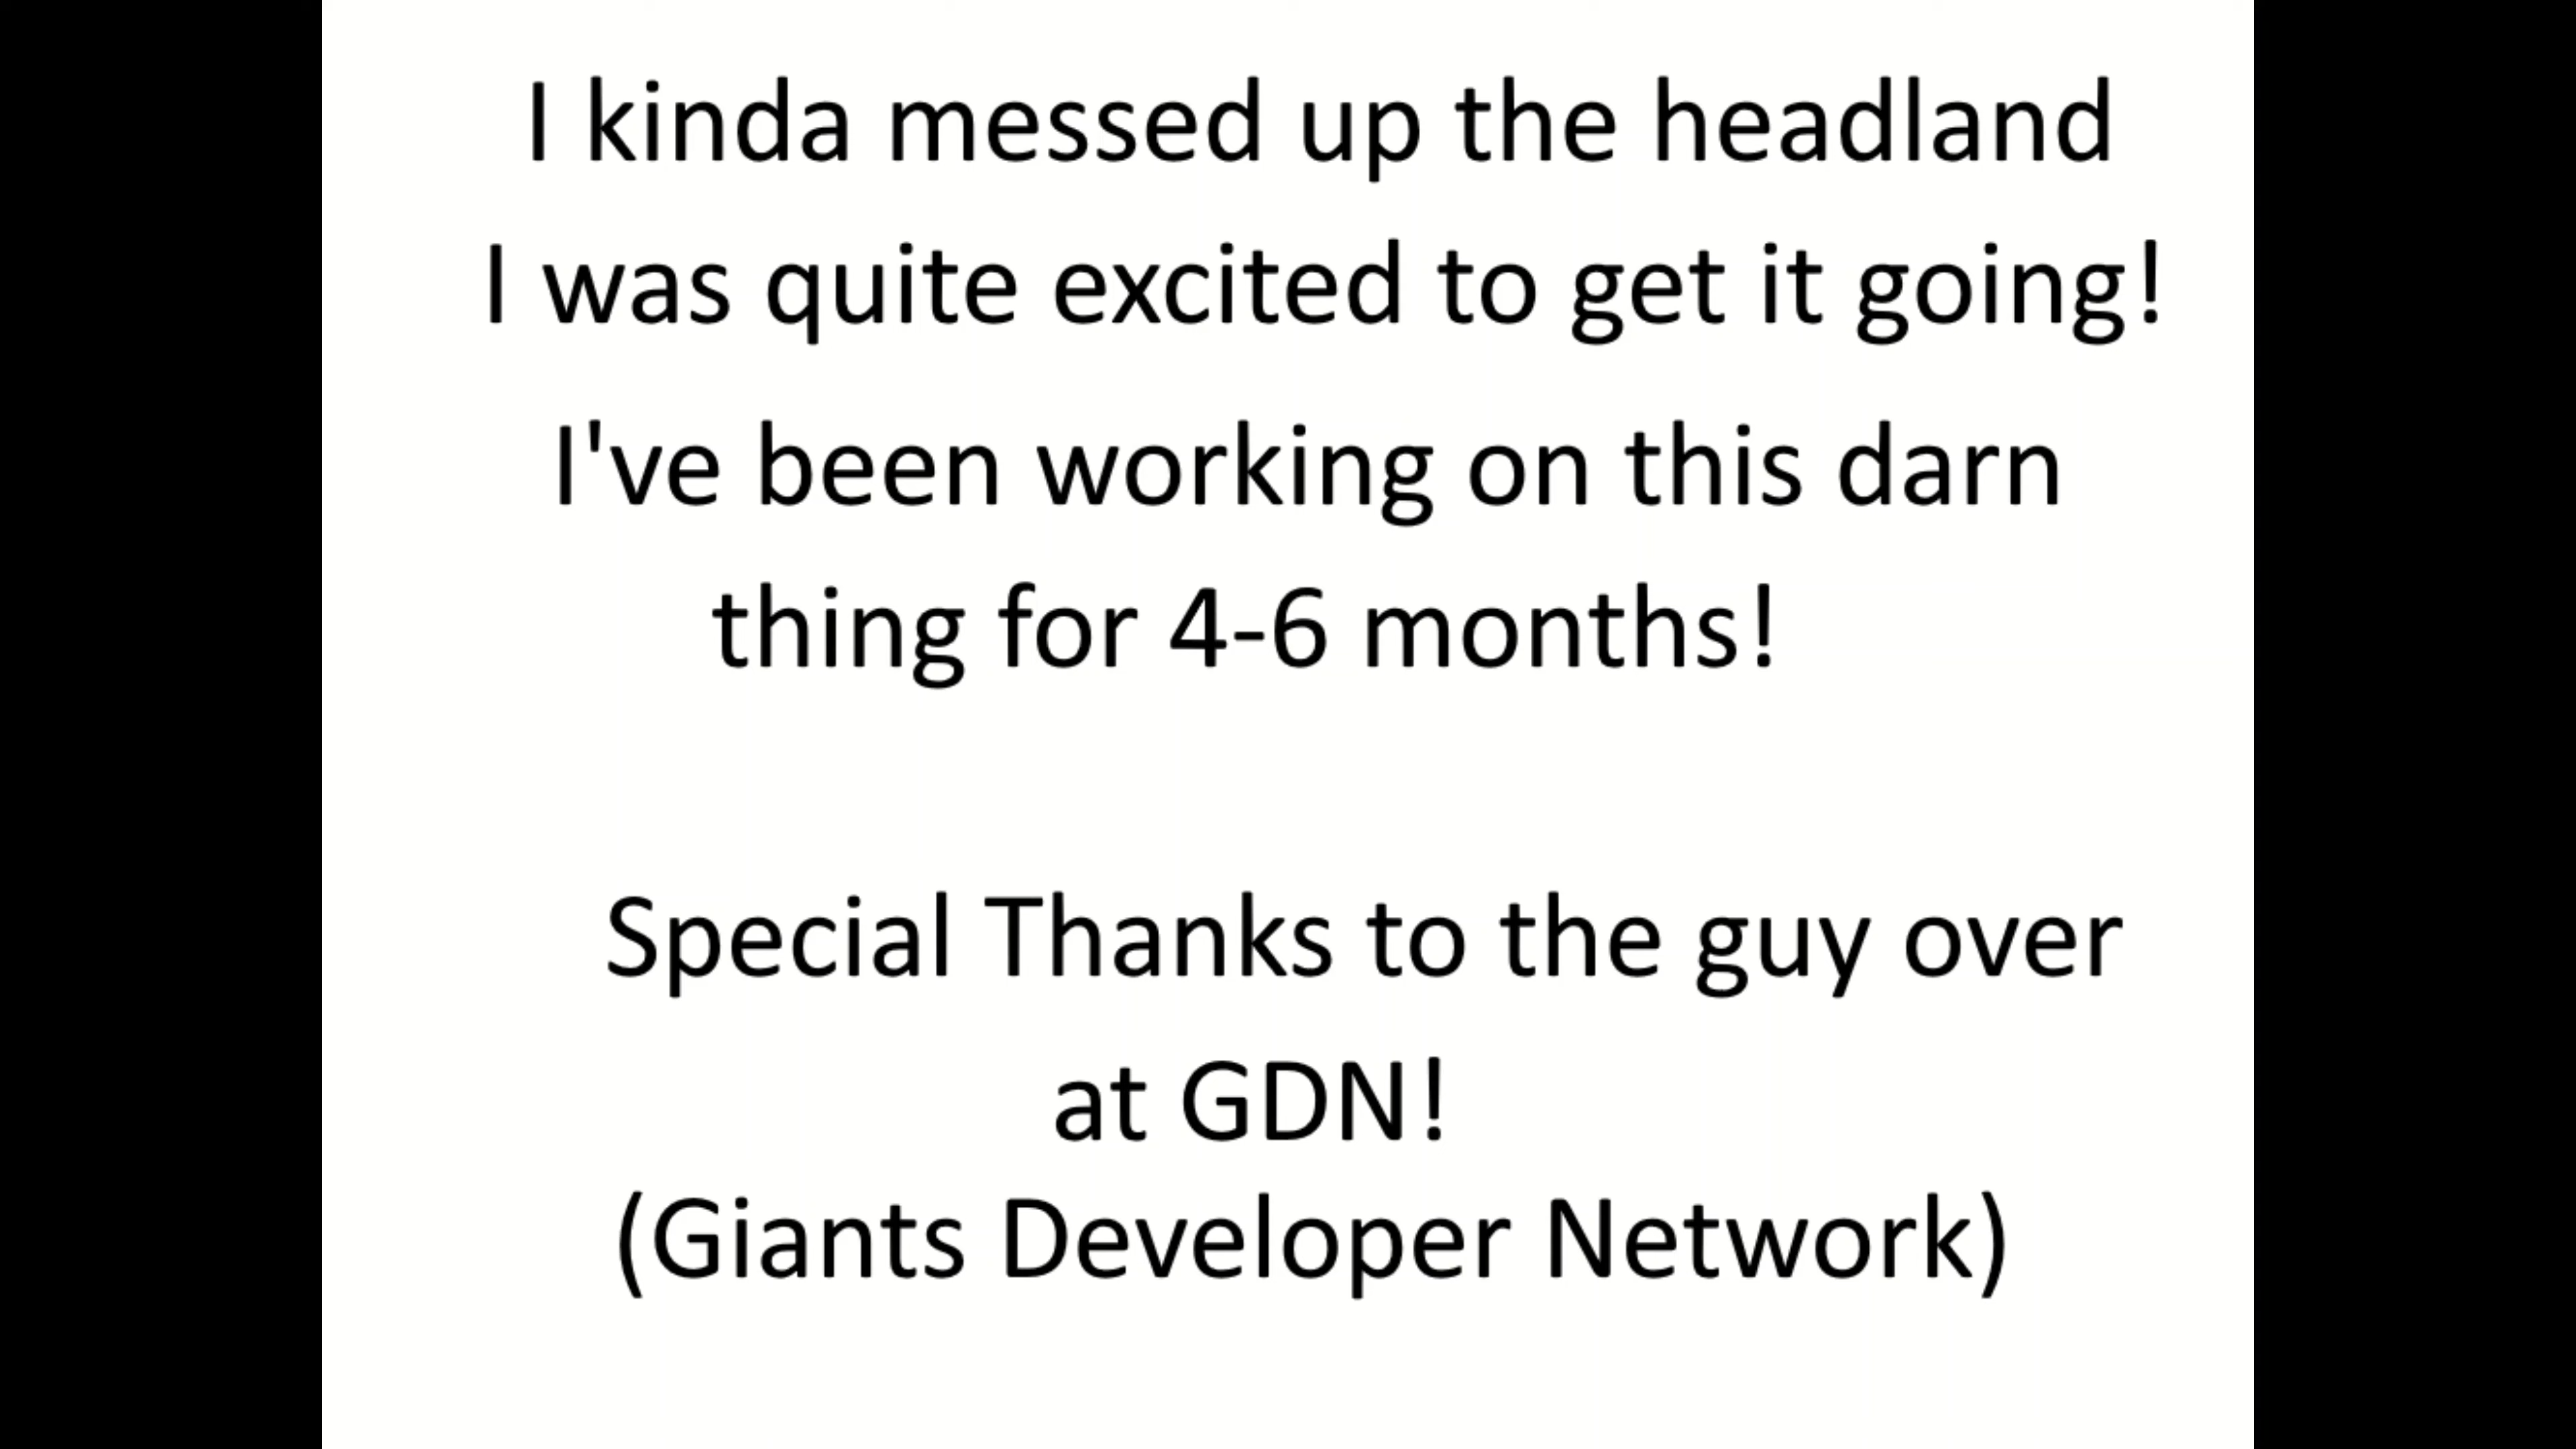 I kinda messed up the headland
I was quite excited to get it going!
I've been working on this darn
thing for 4-6 months!
Special Thanks to the guy over
at GDN!
(Giants Developer Network)